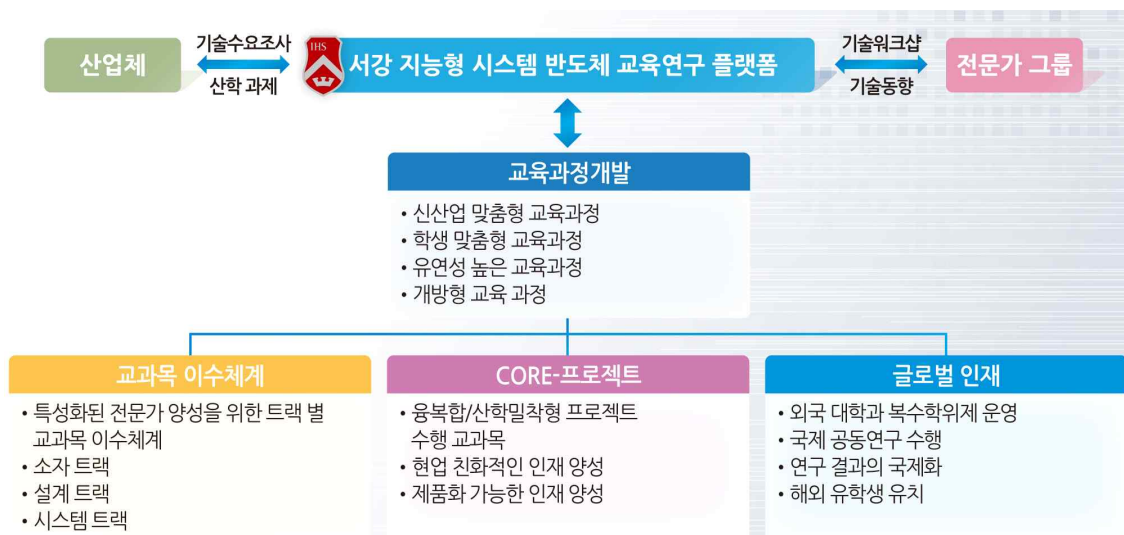 산업체
기술수요조사
산학 과제
IHS
서강 지능형 시스템 반도체 교육연구 플랫폼
기술워크샵
기술동향
전문가 그룹
교육과정개발
• 신산업 맞춤형 교육과정
• 학생 맞춤형 교육과정
• 유연성 높은 교육과정
• 개방형 교육 과정
교과목 이수체계
• 특성화된 전문가 양성을 위한 트랙 별
교과목 이수체계
• 소자 트랙
• 설계 트랙
• 시스템 트랙
CORE-프로젝트
• 융복합/산학밀착형 프로젝트
수행 교과목
• 현업 친화적인 인재 양성
• 제품화 가능한 인재 양성
글로벌 인재
• 외국 대학과 복수학위제 운영
• 국제 공동연구 수행
• 연구 결과의 국제화
• 해외 유학생 유치